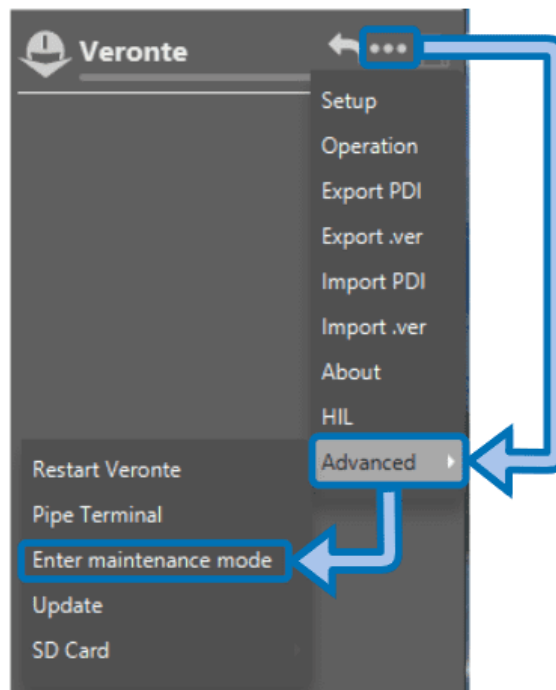 Veronte
Setup
Operation
Export PDI
Export .ver
Import PDI
Import .ver
About
HIL
Advanced
Restart Veronte
Pipe Terminal
Enter maintenance mode
Update
SD Card